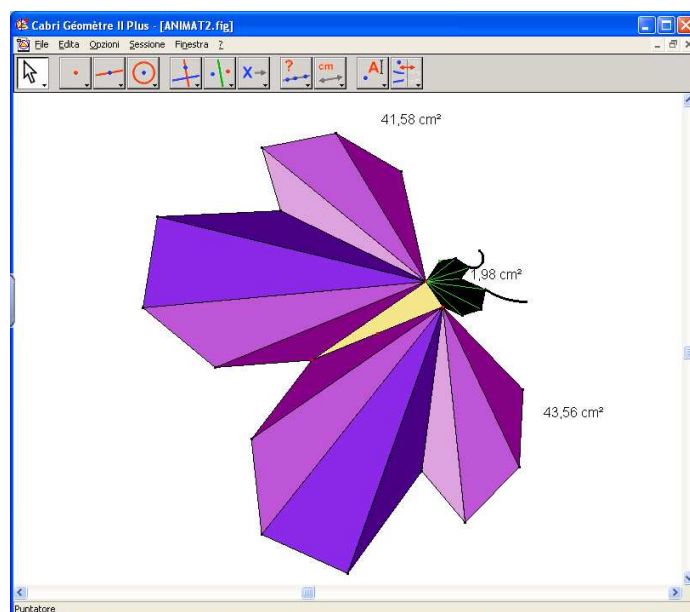 Cabri Géomètre II Plus - [ANIMAT2.fig]
File Edita Opzioni Sessione Finestra ?
? cm A
X
41,58 cm²
1,98 cm²
43,56 cm²
Puntatore